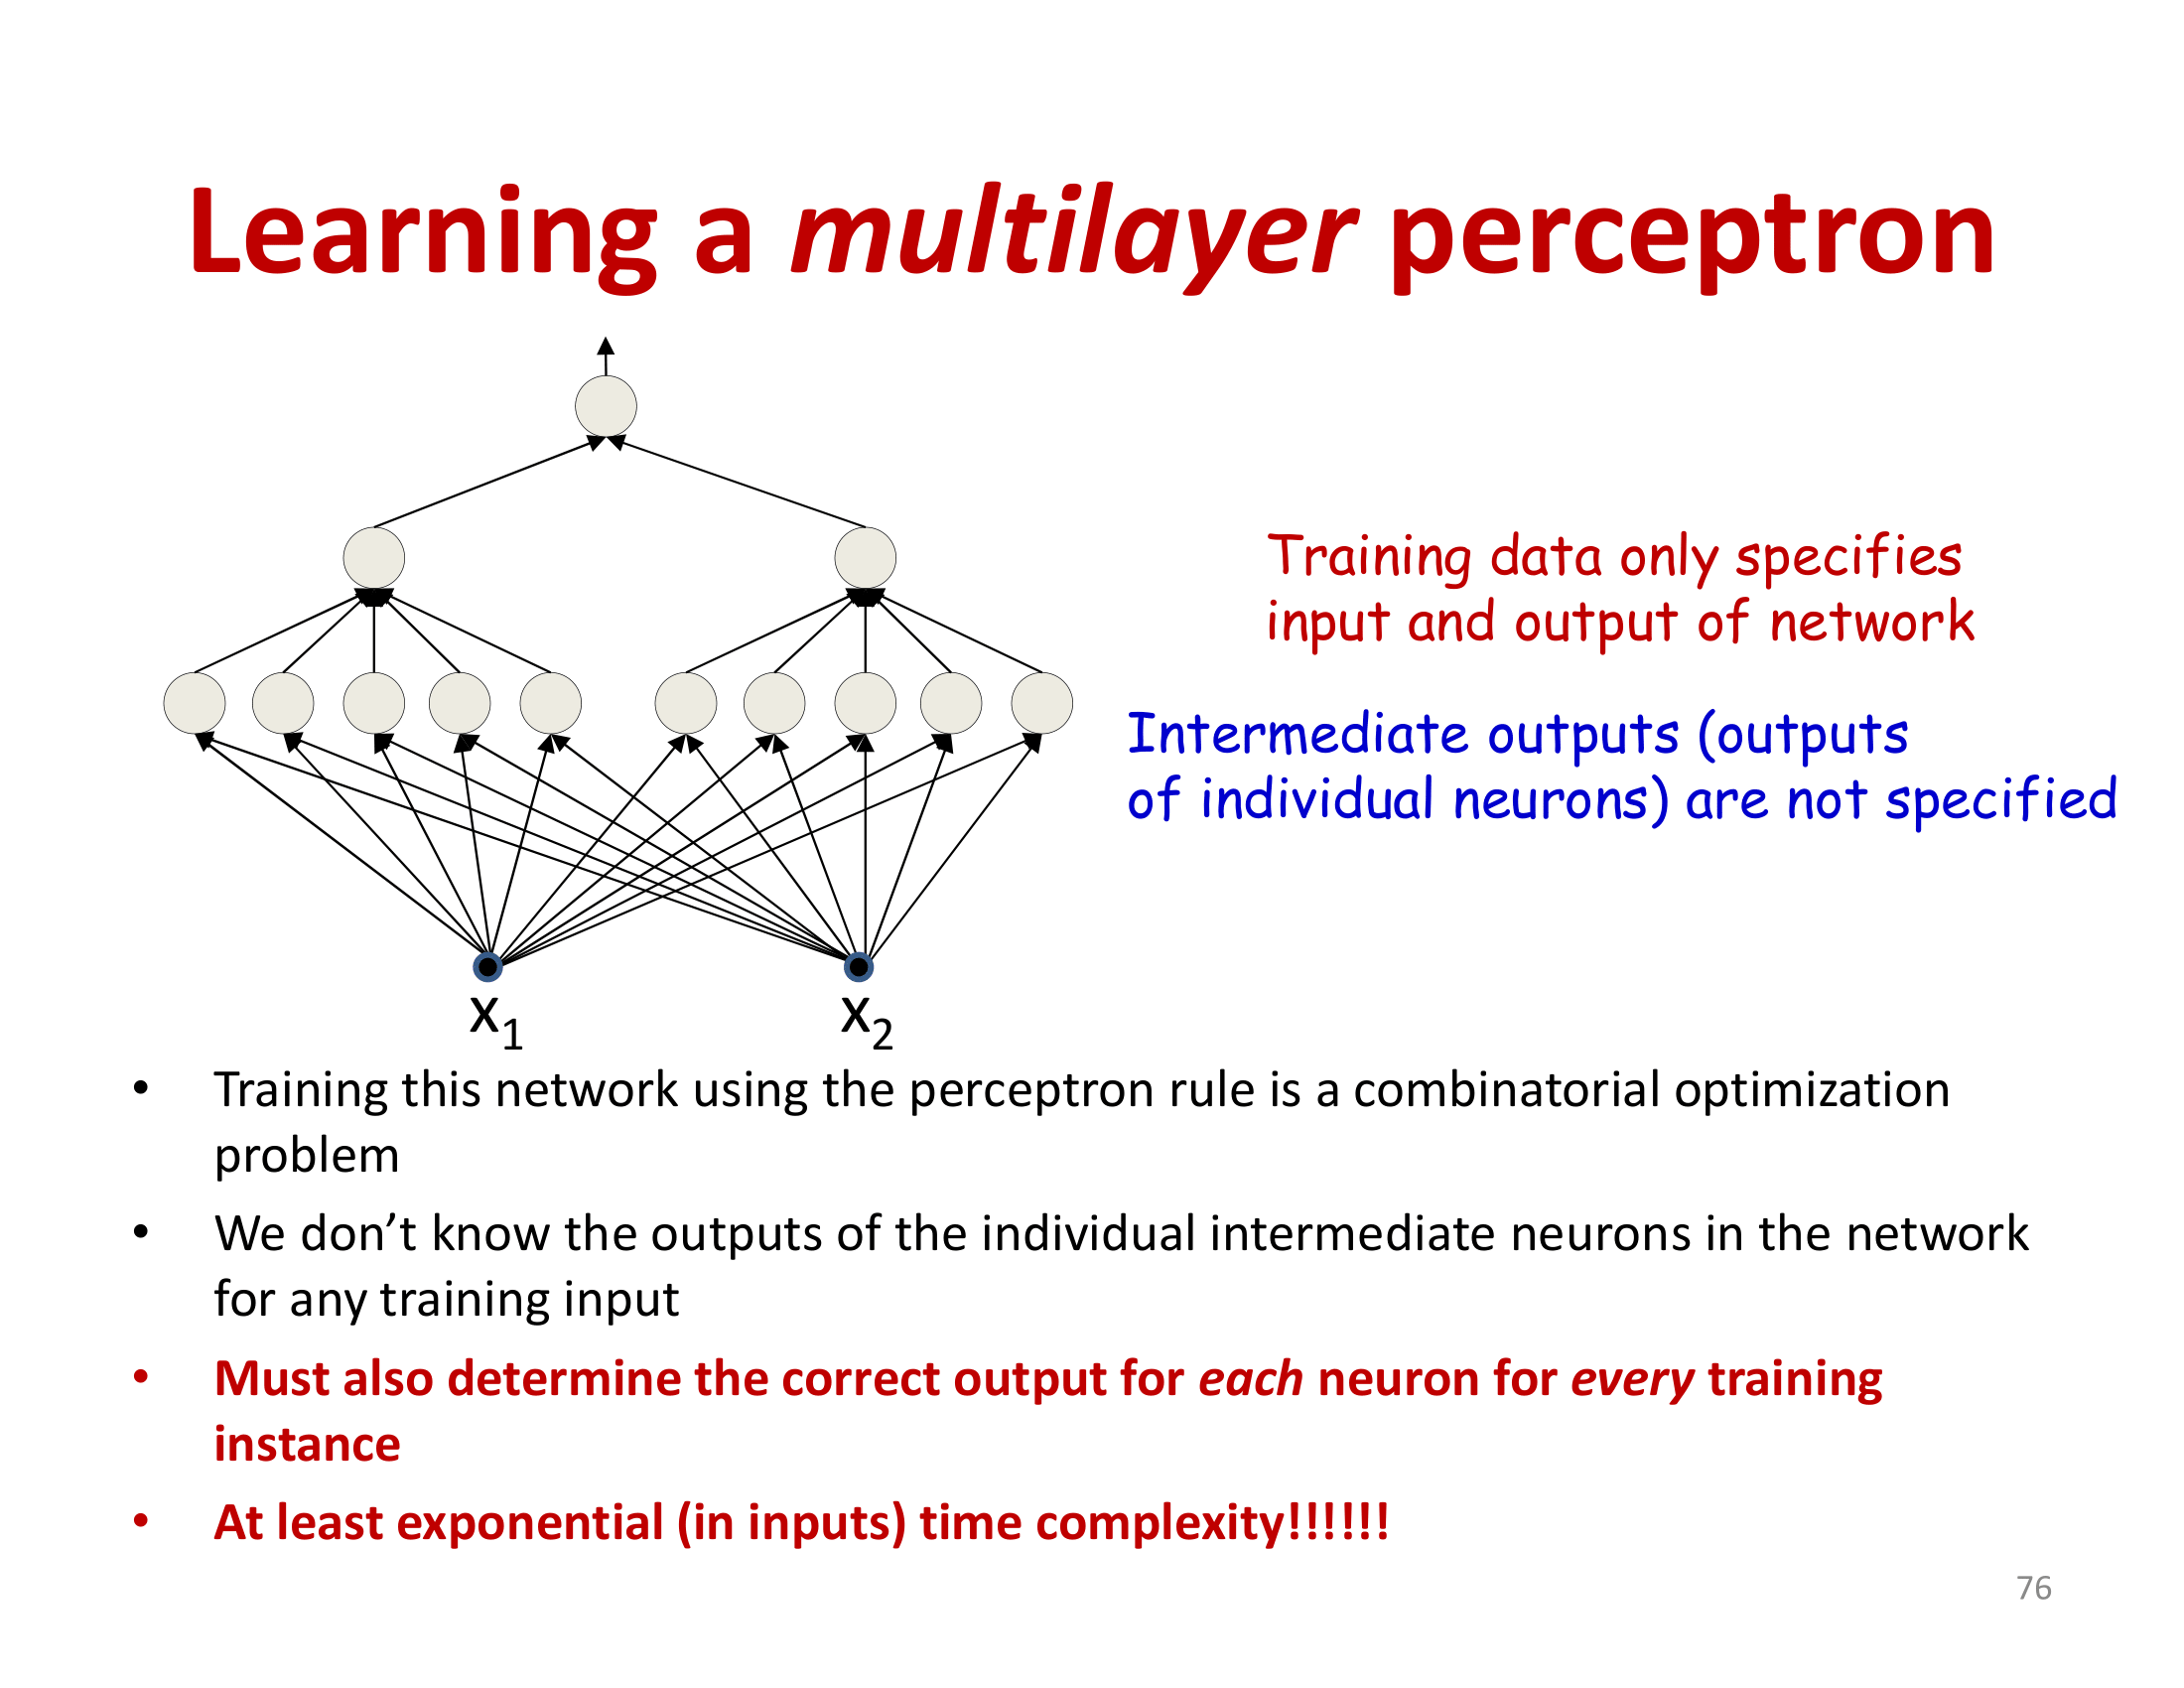 Learning a multilayer perceptron
Training data only specifies
input and output of network
Intermediate outputs (outputs
of individual neurons) are not specified
x1
x2
• Training this network using the perceptron rule is a combinatorial optimization
problem
• We don’t know the outputs of the individual intermediate neurons in the network
for any training input
• Must also determine the correct output for each neuron for every training
instance
• At least exponential (in inputs) time complexity!!!!!!
76